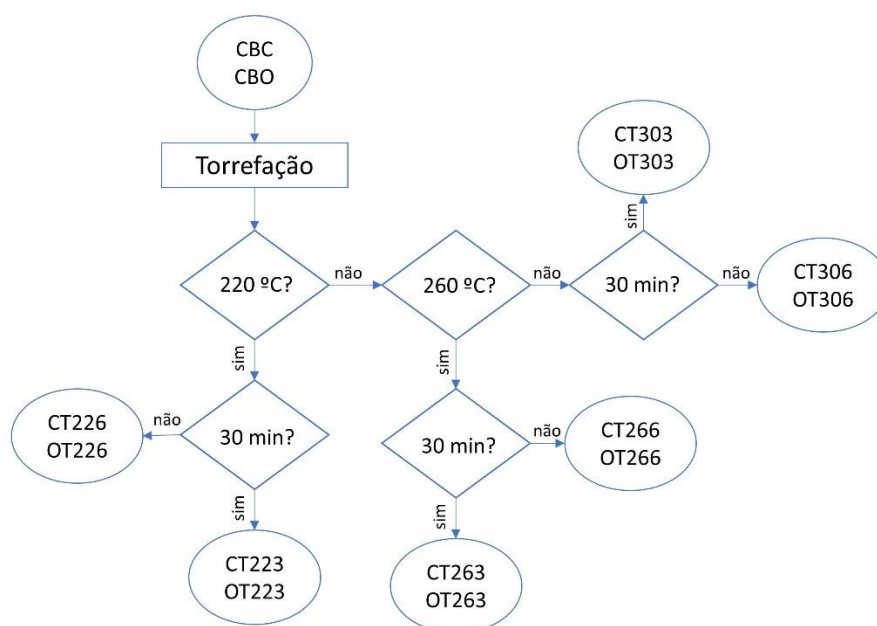 CBC
CBO
Torrefação
CT303
OT303
sim
220 ºC?
não
260 ºC?
não
30 min?
não
CT306
OT306
sim
sim
CT226
OT226
não
30 min?
30 min?
não
CT266
OT266
sim
sim
CT223
OT223
CT263
OT263